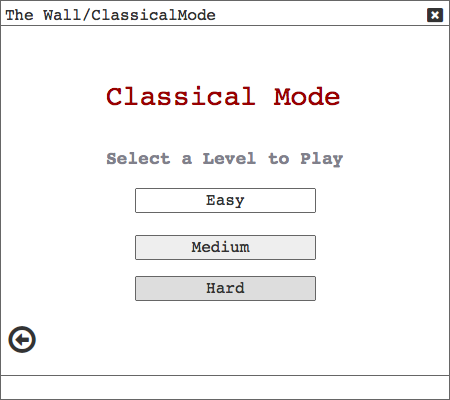 The Wall/ClassicalMode
Classical Mode
Select a Level to Play
Easy
Medium
Hard